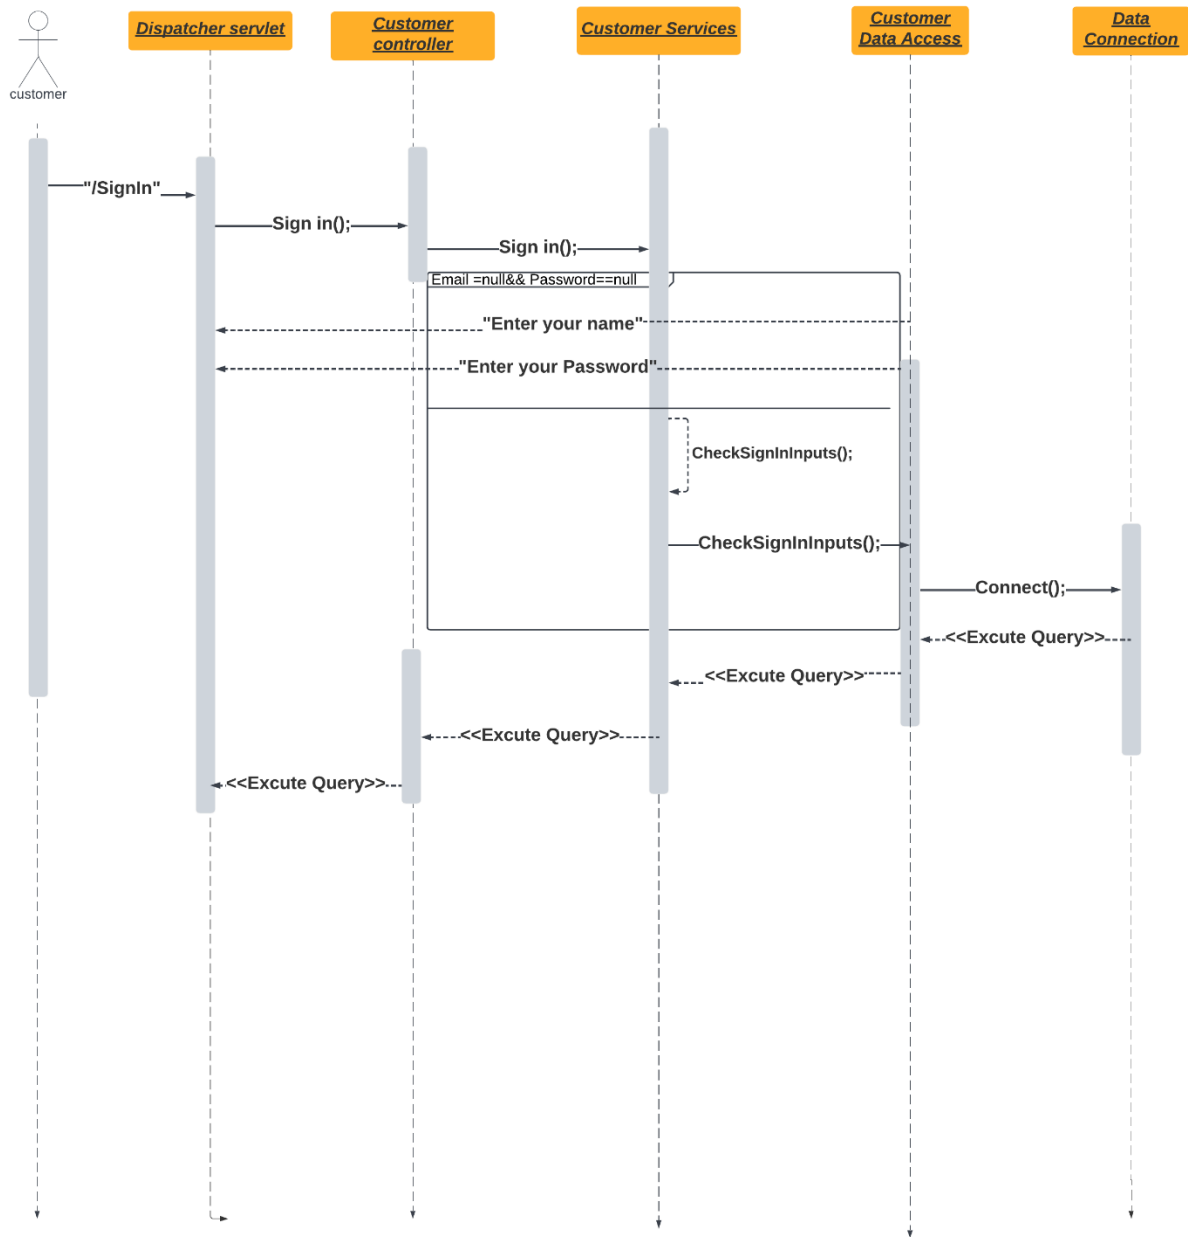 customer
Dispatcher servlet
Customer
controller
Customer Services
Customer
Data Access
Data
Connection
"/SignIn"
Sign in();
Sign in();
Email =null&& Password==null
"Enter your name"
"Enter your Password"
CheckSignInInputs();
CheckSignInInputs();
Connect();
<<Excute Query>>
<<Excute Query>>
<<Excute Query>>
<<Excute Query>>